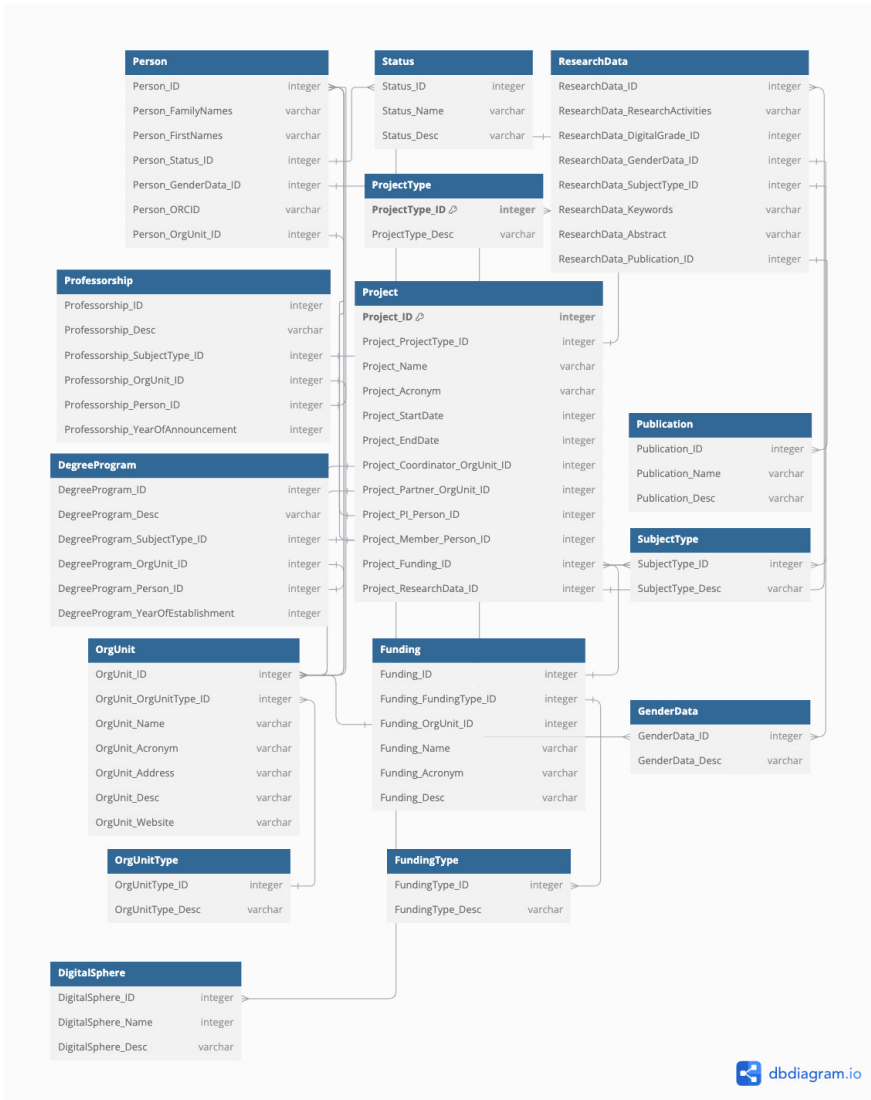 Person
Person_ID integer
Person_FamilyNames varchar
Person_FirstNames varchar
Person_Status_ID integer
Person_GenderData_ID integer
Person_ORCID varchar
Person_OrgUnit_ID integer
Status
Status_ID integer
Status_Name varchar
Status_Desc varchar
ResearchData
ResearchData_ID integer
ResearchData_ResearchActivities varchar
ResearchData_DigitalGrade_ID integer
ResearchData_GenderData_ID integer
ResearchData_SubjectType_ID integer
ResearchData_Keywords varchar
ResearchData_Abstract varchar
ResearchData_Publication_ID integer
ProjectType
ProjectType_ID integer
ProjectType_Desc varchar
Professorship
Professorship_ID integer
Professorship_Desc varchar
Professorship_SubjectType_ID integer
Professorship_OrgUnit_ID integer
Professorship_Person_ID integer
Professorship_YearOfAnnouncement integer
Project
Project_ID integer
Project_ProjectType_ID integer
Project_Name varchar
Project_Acronym varchar
Project_StartDate integer
Project_EndDate integer
Project_Coordinator_OrgUnit_ID integer
Project_Partner_OrgUnit_ID integer
Project_PI_Person_ID integer
Project_Member_Person_ID integer
Project_Funding_ID integer
Project_ResearchData_ID integer
Publication
Publication_ID integer
Publication_Name varchar
Publication_Desc varchar
DegreeProgram
DegreeProgram_ID integer
DegreeProgram_Desc varchar
DegreeProgram_SubjectType_ID integer
DegreeProgram_OrgUnit_ID integer
DegreeProgram_Person_ID integer
DegreeProgram_YearOfEstablishment integer
SubjectType
SubjectType_ID integer
SubjectType_Desc varchar
OrgUnit
OrgUnit_ID integer
OrgUnit_OrgUnitType_ID integer
OrgUnit_Name varchar
OrgUnit_Acronym varchar
OrgUnit_Address varchar
OrgUnit_Desc varchar
OrgUnit_Website varchar
Funding
Funding_ID integer
Funding_FundingType_ID integer
Funding_OrgUnit_ID integer
Funding_Name varchar
Funding_Acronym varchar
Funding_Desc varchar
GenderData
GenderData_ID integer
GenderData_Desc varchar
OrgUnitType
OrgUnitType_ID integer
OrgUnitType_Desc varchar
FundingType
FundingType_ID integer
FundingType_Desc varchar
DigitalSphere
DigitalSphere_ID integer
DigitalSphere_Name integer
DigitalSphere_Desc varchar
dbdiagram.io